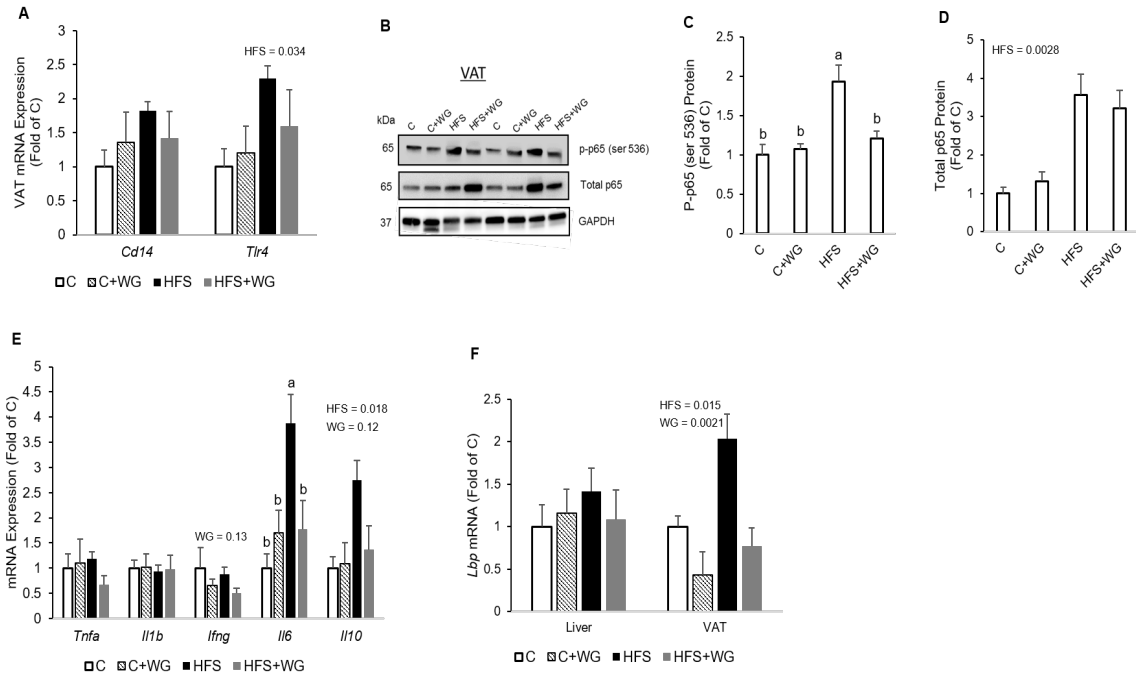 A
VAT mRNA Expression
(Fold of C)
3
2.5
2
1.5
1
0.5
0
HFS = 0.034
Cd14
Tlr4
C
C+WG
HFS
HFS+WG
B
VAT
kDa
C
C+WG
HFS
HFS+WG
C
C+WG
HFS
HFS+WG
65
p-p65 (ser 536)
65
Total p65
37
GAPDH
C
P-p65 (ser 536) Protein
(Fold of C)
2.5
2
1.5
1
0.5
0
b
b
a
b
C
C+WG
HFS
HFS+WG
D
Total p65 Protein
(Fold of C)
5
4
3
2
1
0
HFS = 0.0028
C
C+WG
HFS
HFS+WG
E
mRNA Expression (Fold of C)
5
4.5
4
3.5
3
2.5
2
1.5
1
0.5
0
WG = 0.13
b
b
a
b
HFS = 0.018
WG = 0.12
Tnfa
Il1b
Ifng
Il6
Il10
C
C+WG
HFS
HFS+WG
F
Lbp mRNA (Fold of C)
2.5
2
1.5
1
0.5
0
HFS = 0.015
WG = 0.0021
Liver
VAT
C
C+WG
HFS
HFS+WG